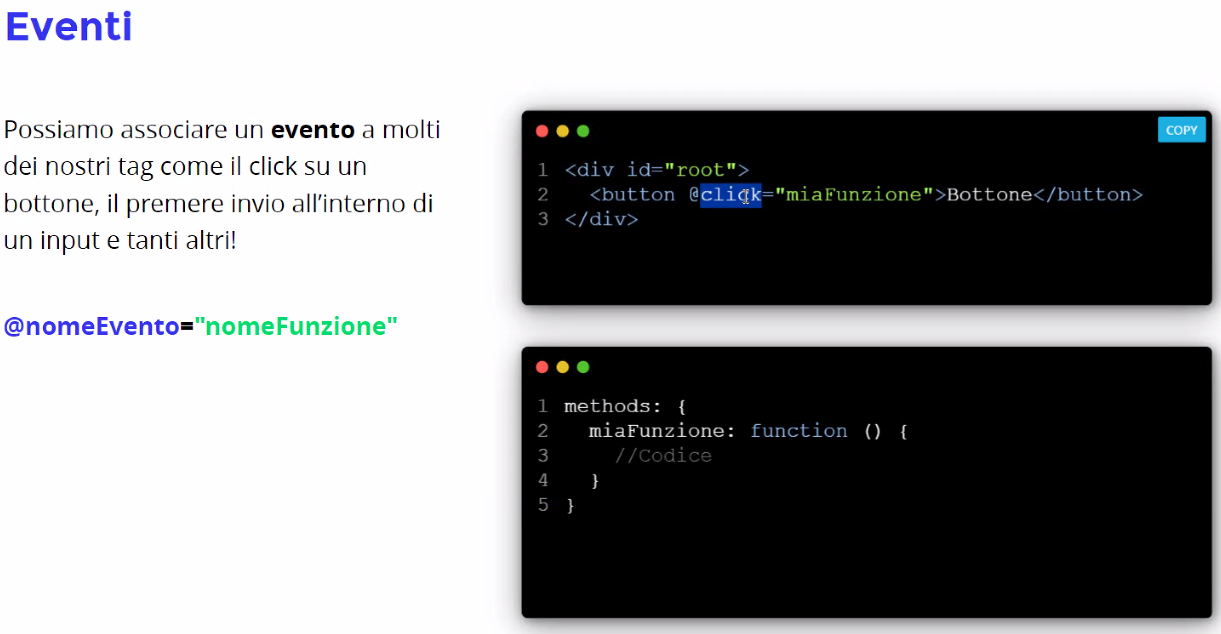 Eventi
Possiamo associare un evento a molti
dei nostri tag come il click su un
bottone, il premere invio all’interno di
un input e tanti altri!
@nomeEvento="nomeFunzione"
COPY
1 <div id="root">
2   <button @click="miaFunzione">Bottone</button>
3 </div>
1 methods: {
2   miaFunzione: function () {
3     //Codice
4   }
5 }